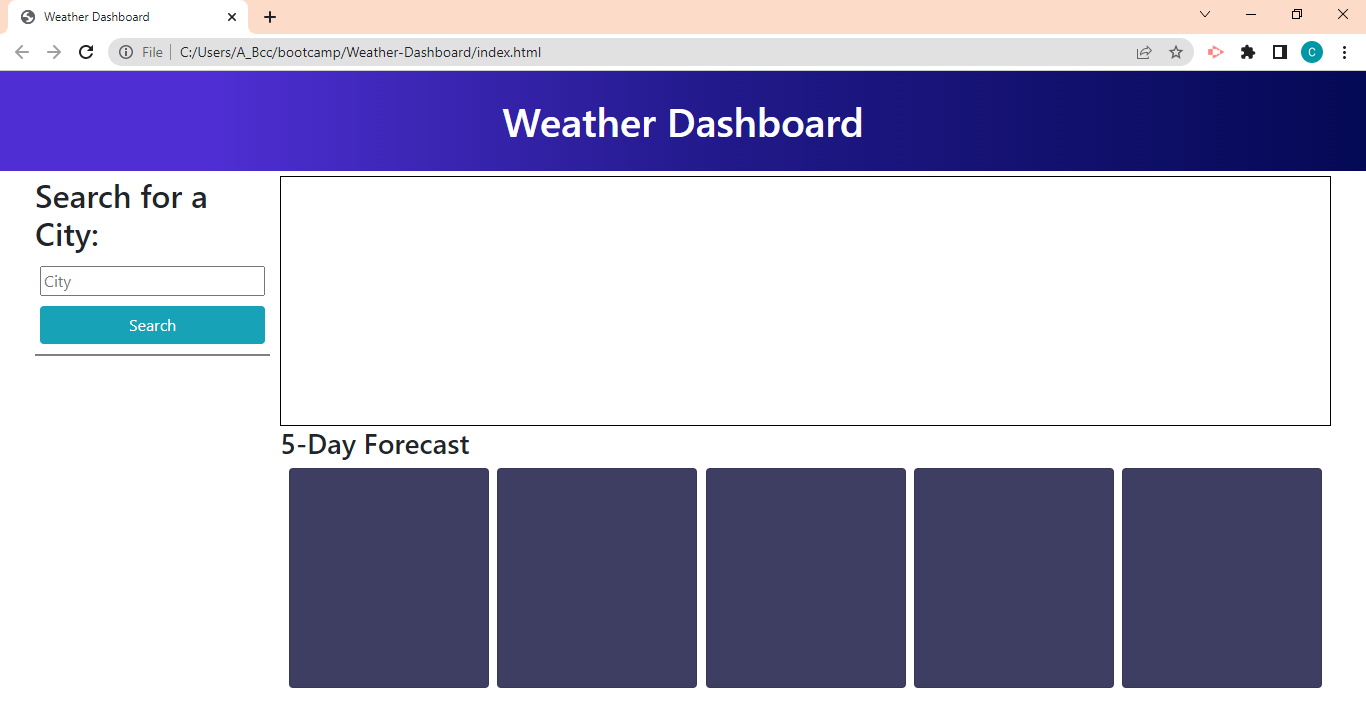 Weather Dashboard
File
C:/Users/A_Bcc/bootcamp/Weather-Dashboard/index.html
C
Weather Dashboard
Search for a
City:
City
Search
5-Day Forecast